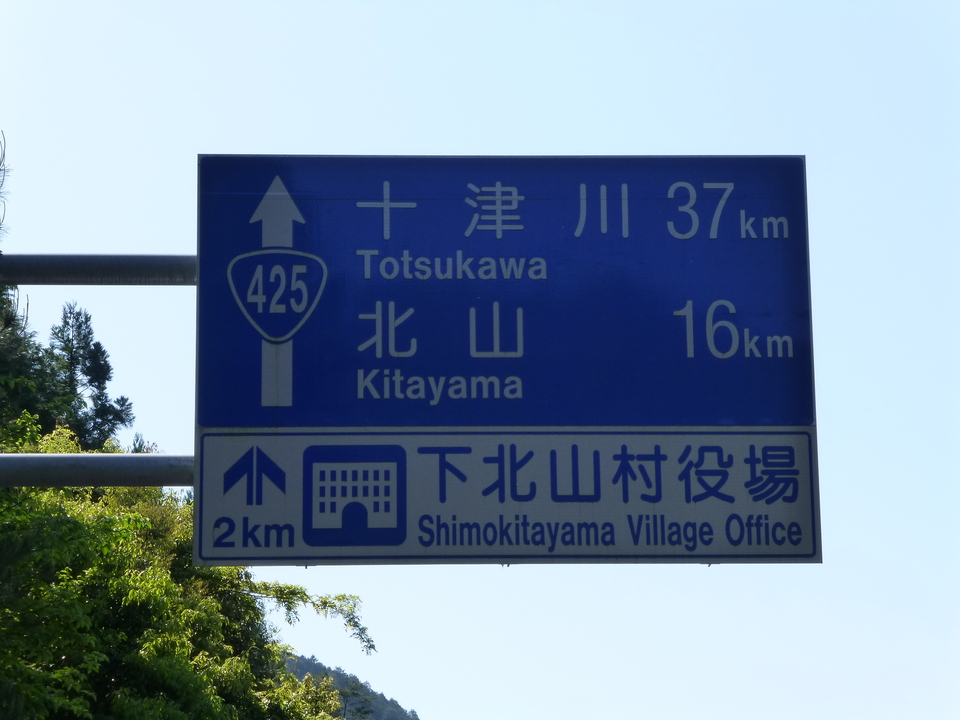 十津川 37km
Totsukawa
425
北山 16km
Kitayama
下北山村役場
2km Shimokitayama Village Office